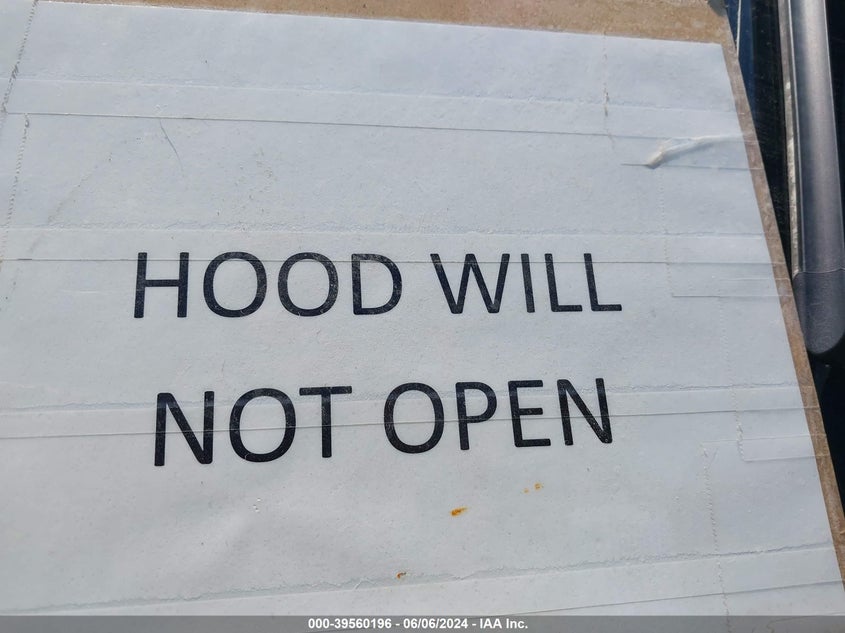 HOOD WILL
NOT OPEN
000-39560196 - 06/06/2024 - IAA Inc.